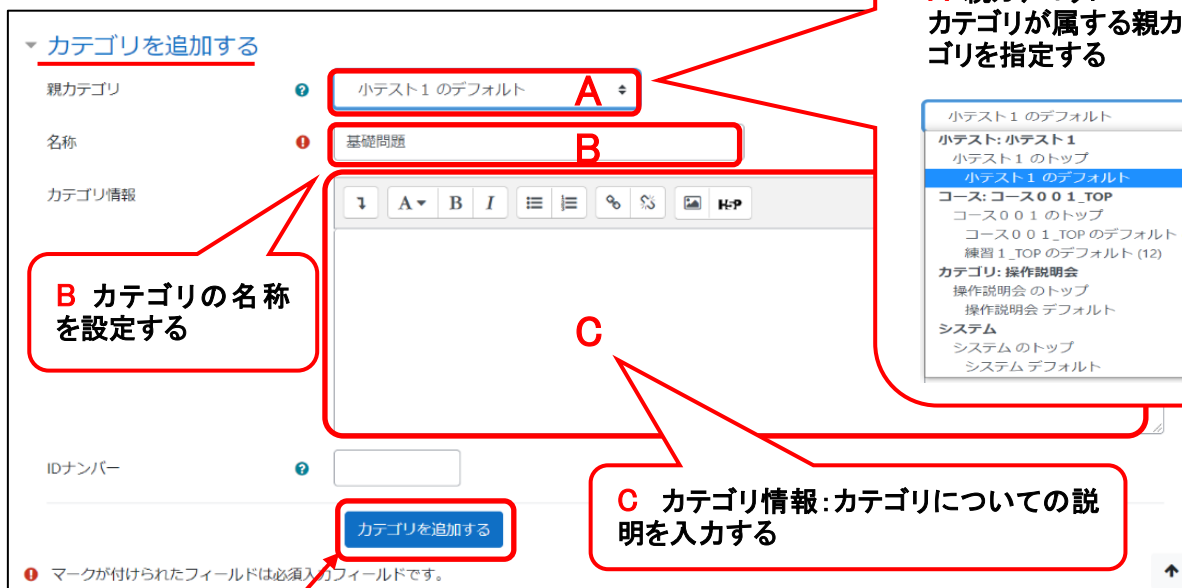 カテゴリが属する親カ
ゴリを指定する
カテゴリを追加する
親カテゴリ
小テスト1 のデフォルト
A
名称
基礎問題
B
カテゴリ情報
A B I
H-P
小テスト1 のデフォルト
小テスト: 小テスト1
小テスト1 のトップ
小テスト1 のデフォルト
コース: コース001_TOP
コース001 のトップ
コース001_TOP のデフォルト
練習1_TOP のデフォルト (12)
カテゴリ: 操作説明会
操作説明会 のトップ
操作説明会 デフォルト
システム
システム のトップ
システム デフォルト
B カテゴリの名称
を設定する
C
IDナンバー
C カテゴリ情報:カテゴリについての説
明を入力する
カテゴリを追加する
マークが付けられたフィールドは必須入力フィールドです。